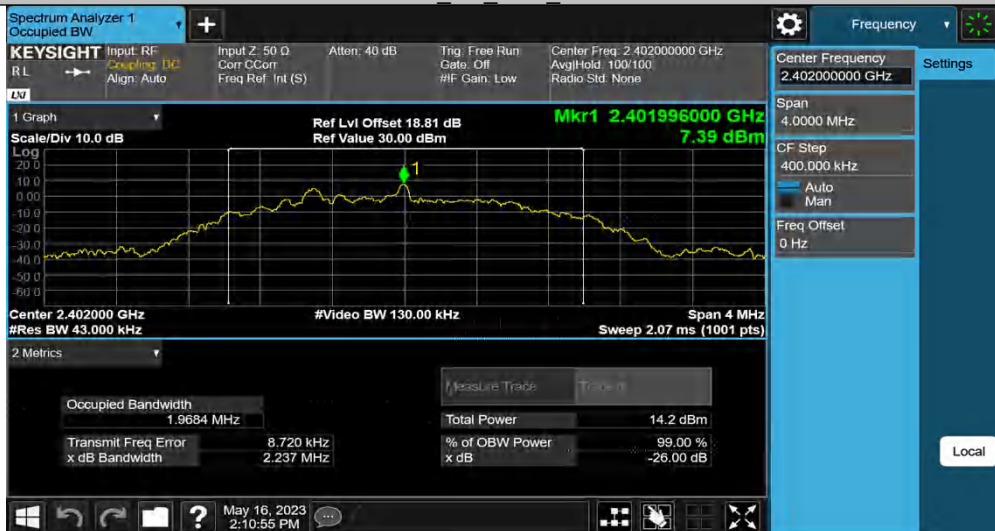 Spectrum Analyzer 1
Occupied BW
+
Frequency
KEYSIGHT
RL
LXI
Input: RF
Coupling: DC
Align: Auto
Input Z: 50 Ω
Corr CCorr
Freq Ref: Int (S)
Atten: 40 dB
Trig: Free Run
Gate: Off
#IF Gain: Low
Center Freq: 2.402000000 GHz
Avg|Hold: 100/100
Radio Std: None
Center Frequency
2.402000000 GHz
Settings
Span
4.0000 MHz
CF Step
400.000 kHz
Auto
Man
Freq Offset
0 Hz
1 Graph
Scale/Div 10.0 dB
Ref Lvl Offset 18.81 dB
Ref Value 30.00 dBm
Mkr1 2.401996000 GHz
7.39 dBm
Log
20.0
10.0
0.00
-10.0
-20.0
-30.0
-40.0
-50.0
-60.0
1
Center 2.402000 GHz
#Video BW 130.00 kHz
Span 4 MHz
#Res BW 43.000 kHz
Sweep 2.07 ms (1001 pts)
2 Metrics
Measure Trace
Occupied Bandwidth
1.9684 MHz
Total Power
14.2 dBm
Transmit Freq Error
8.720 kHz
% of OBW Power
99.00 %
x dB Bandwidth
2.237 MHz
x dB
-26.00 dB
Local
?
May 16, 2023
2:10:55 PM